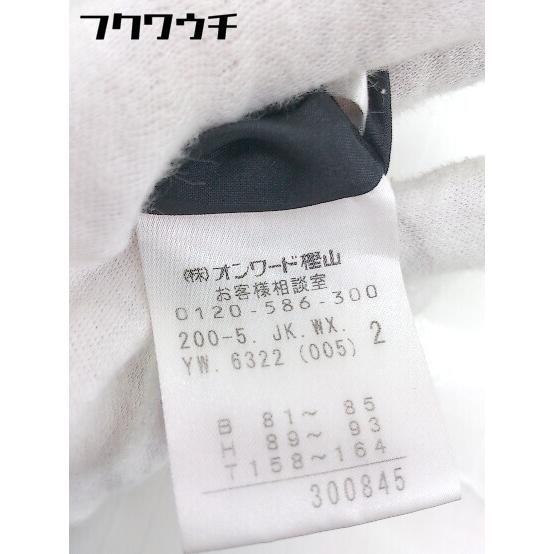 フクワウチ
㈱オンワード樫山
お客様相談室
0120-586-300
200-5. JK. WX.
YW. 6322 (005) 2
B 81～ 85
H 89～ 93
T158～164
300845